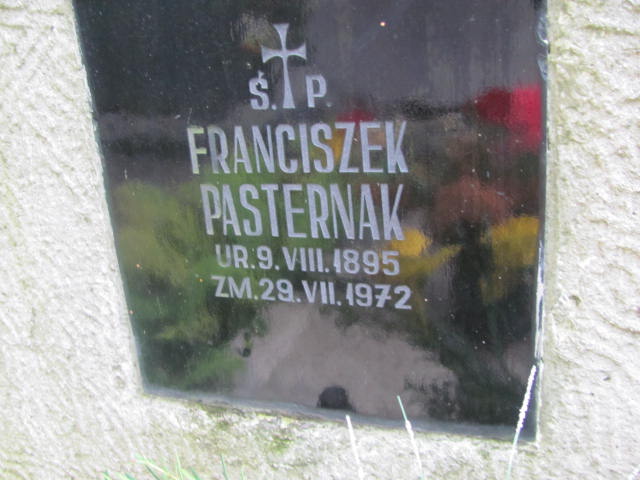 Ś. P.
FRANCISZEK
PASTERNAK
UR. 9. VIII. 1895
ZM. 29. VII. 1972